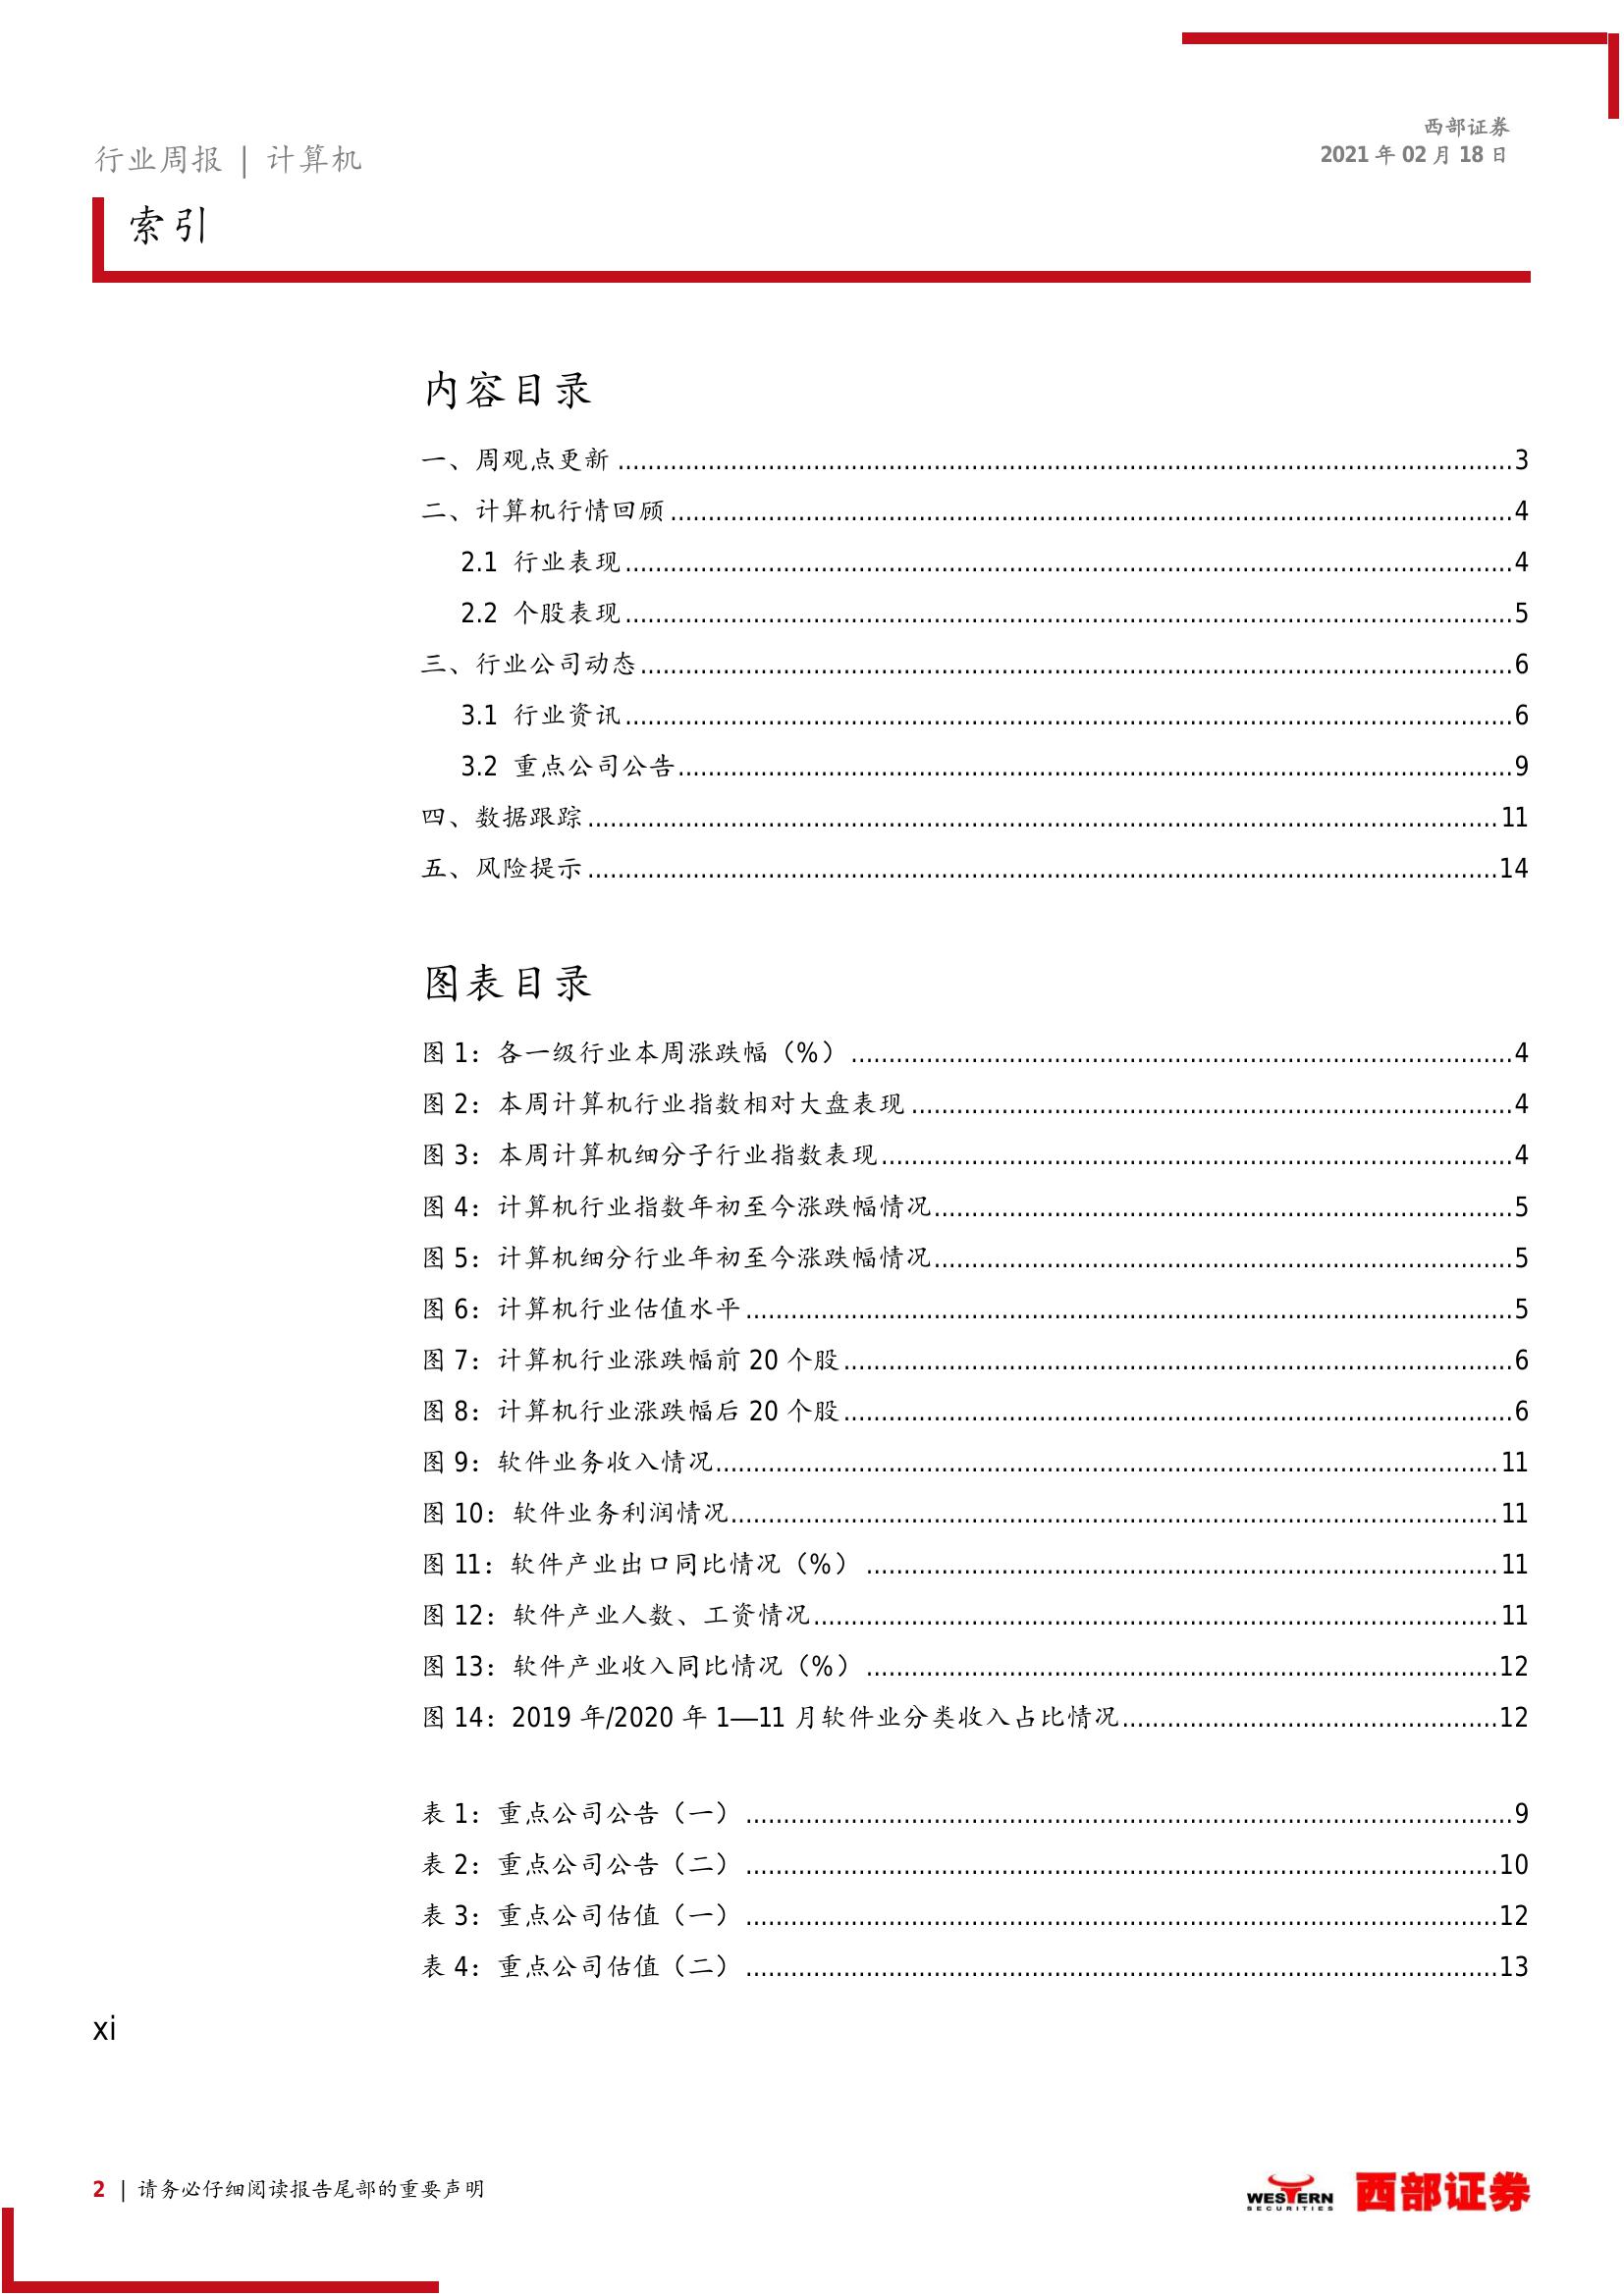 行业周报 | 计算机
西部证券
2021 年 02 月 18 日
索引
内容目录
一、周观点更新 ........ 3
二、计算机行情回顾 ........ 4
2.1 行业表现 ........ 4
2.2 个股表现 ........ 5
三、行业公司动态 ........ 6
3.1 行业资讯 ........ 6
3.2 重点公司公告 ........ 9
四、数据跟踪 ........ 11
五、风险提示 ........ 14
图表目录
图 1：各一级行业本周涨跌幅（%） ........ 4
图 2：本周计算机行业指数相对大盘表现 ........ 4
图 3：本周计算机细分子行业指数表现 ........ 4
图 4：计算机行业指数年初至今涨跌幅情况 ........ 5
图 5：计算机细分行业年初至今涨跌幅情况 ........ 5
图 6：计算机行业估值水平 ........ 5
图 7：计算机行业涨跌幅前 20 个股 ........ 6
图 8：计算机行业涨跌幅后 20 个股 ........ 6
图 9：软件业务收入情况 ........ 11
图 10：软件业务利润情况 ........ 11
图 11：软件产业出口同比情况（%） ........ 11
图 12：软件产业人数、工资情况 ........ 11
图 13：软件产业收入同比情况（%） ........ 12
图 14：2019 年/2020 年 1—11 月软件业分类收入占比情况 ........ 12
表 1：重点公司公告（一） ........ 9
表 2：重点公司公告（二） ........ 10
表 3：重点公司估值（一） ........ 12
表 4：重点公司估值（二） ........ 13
xi
2 | 请务必仔细阅读报告尾部的重要声明
WESTERN
SECURITIES
西部证券